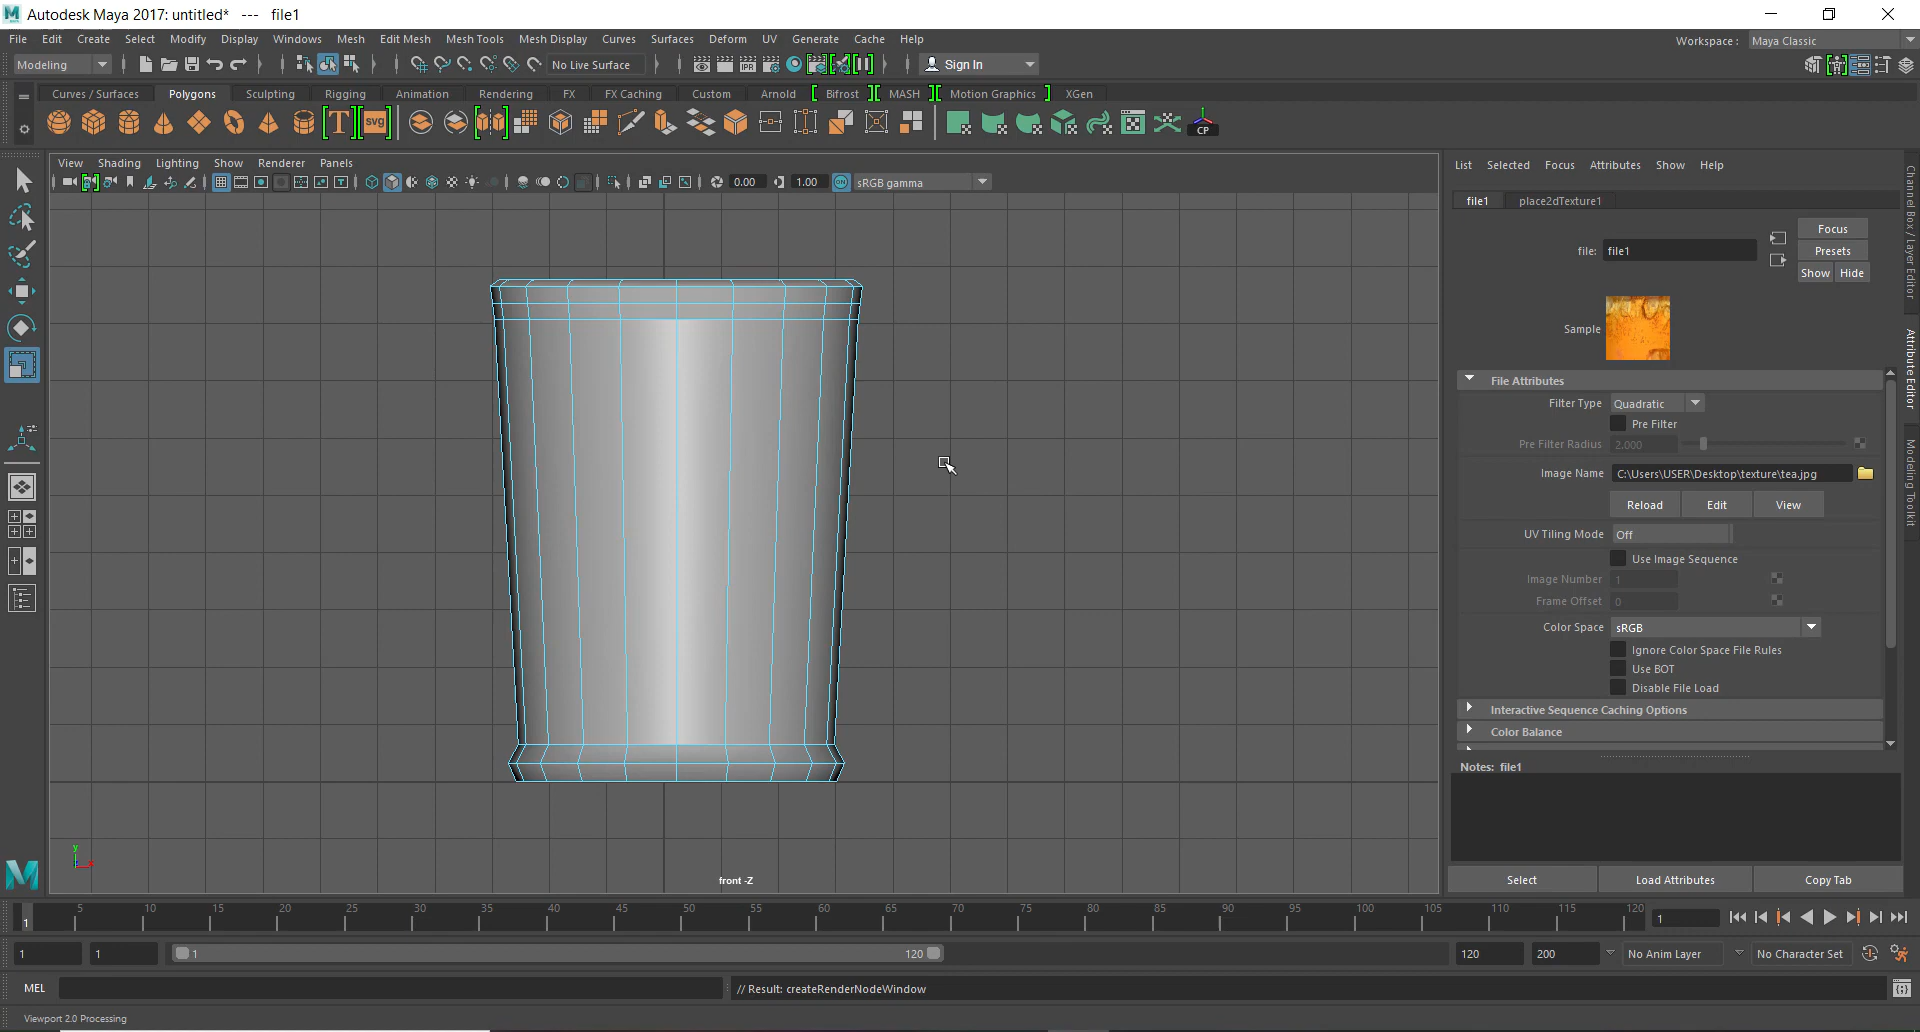 Autodesk Maya 2017: untitled*   ---   file1
File Edit Create Select Modify Display Windows Mesh Edit Mesh Mesh Tools Mesh Display Curves Surfaces Deform UV Generate Cache Help
Workspace : Maya Classic
Modeling No Live Surface IPR Sign In
Curves / Surfaces Polygons Sculpting Rigging Animation Rendering FX FX Caching Custom Arnold Bifrost MASH Motion Graphics XGen
T svg CP
View Shading Lighting Show Renderer Panels
0.00 1.00 ON sRGB gamma
List Selected Focus Attributes Show Help
file1 place2dTexture1
Focus
file: file1 Presets
Show Hide
Sample
File Attributes
Filter Type Quadratic
Pre Filter
Pre Filter Radius 2.000
Image Name C:\Users\USER\Desktop\texture\tea.jpg
Reload Edit View
UV Tiling Mode Off
Use Image Sequence
Image Number 1
Frame Offset 0
Color Space sRGB
Ignore Color Space File Rules
Use BOT
Disable File Load
Interactive Sequence Caching Options
Color Balance
Notes: file1
Select Load Attributes Copy Tab
Channel Box / Layer Editor
Attribute Editor
Modeling Toolkit
y
x
front -Z
M
1 5 10 15 20 25 30 35 40 45 50 55 60 65 70 75 80 85 90 95 100 105 110 115 120 1
1 1 1 120 120 200 No Anim Layer No Character Set
MEL // Result: createRenderNodeWindow
Viewport 2.0 Processing